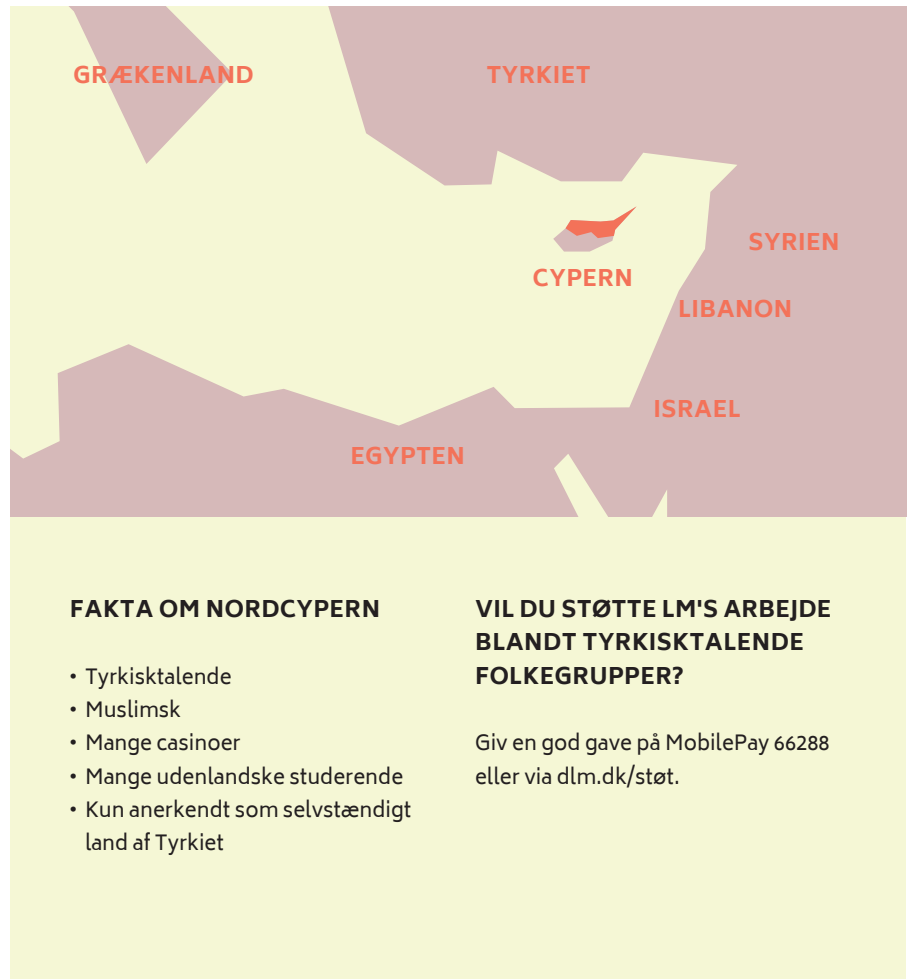 GRÆKENLAND
TYRKIET
SYRIEN
CYPERN
LIBANON
ISRAEL
EGYPTEN
FAKTA OM NORDCYPERN
• Tyrkisktalende
• Muslimsk
• Mange casinoer
• Mange udenlandske studerende
• Kun anerkendt som selvstændigt
land af Tyrkiet
VIL DU STØTTE LM'S ARBEJDE
BLANDT TYRKISKTALENDE
FOLKEGRUPPER?
Giv en god gave på MobilePay 66288
eller via dlm.dk/støt.